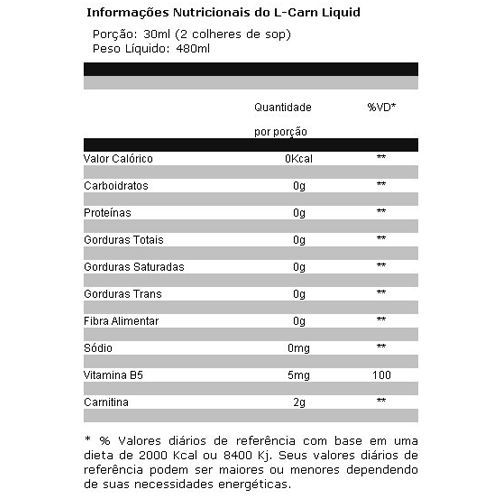 Informações Nutricionais do L-Carn Liquid
Porção: 30ml (2 colheres de sop)
Peso Líquido: 480ml
Quantidade %VD*
por porção
Valor Calórico 0Kcal **
Carboidratos 0g **
Proteínas 0g **
Gorduras Totais 0g **
Gorduras Saturadas 0g **
Gorduras Trans 0g **
Fibra Alimentar 0g **
Sódio 0mg **
Vitamina B5 5mg 100
Carnitina 2g **
* % Valores diários de referência com base em uma
dieta de 2000 Kcal ou 8400 Kj. Seus valores diários de
referência podem ser maiores ou menores dependendo
de suas necessidades energéticas.